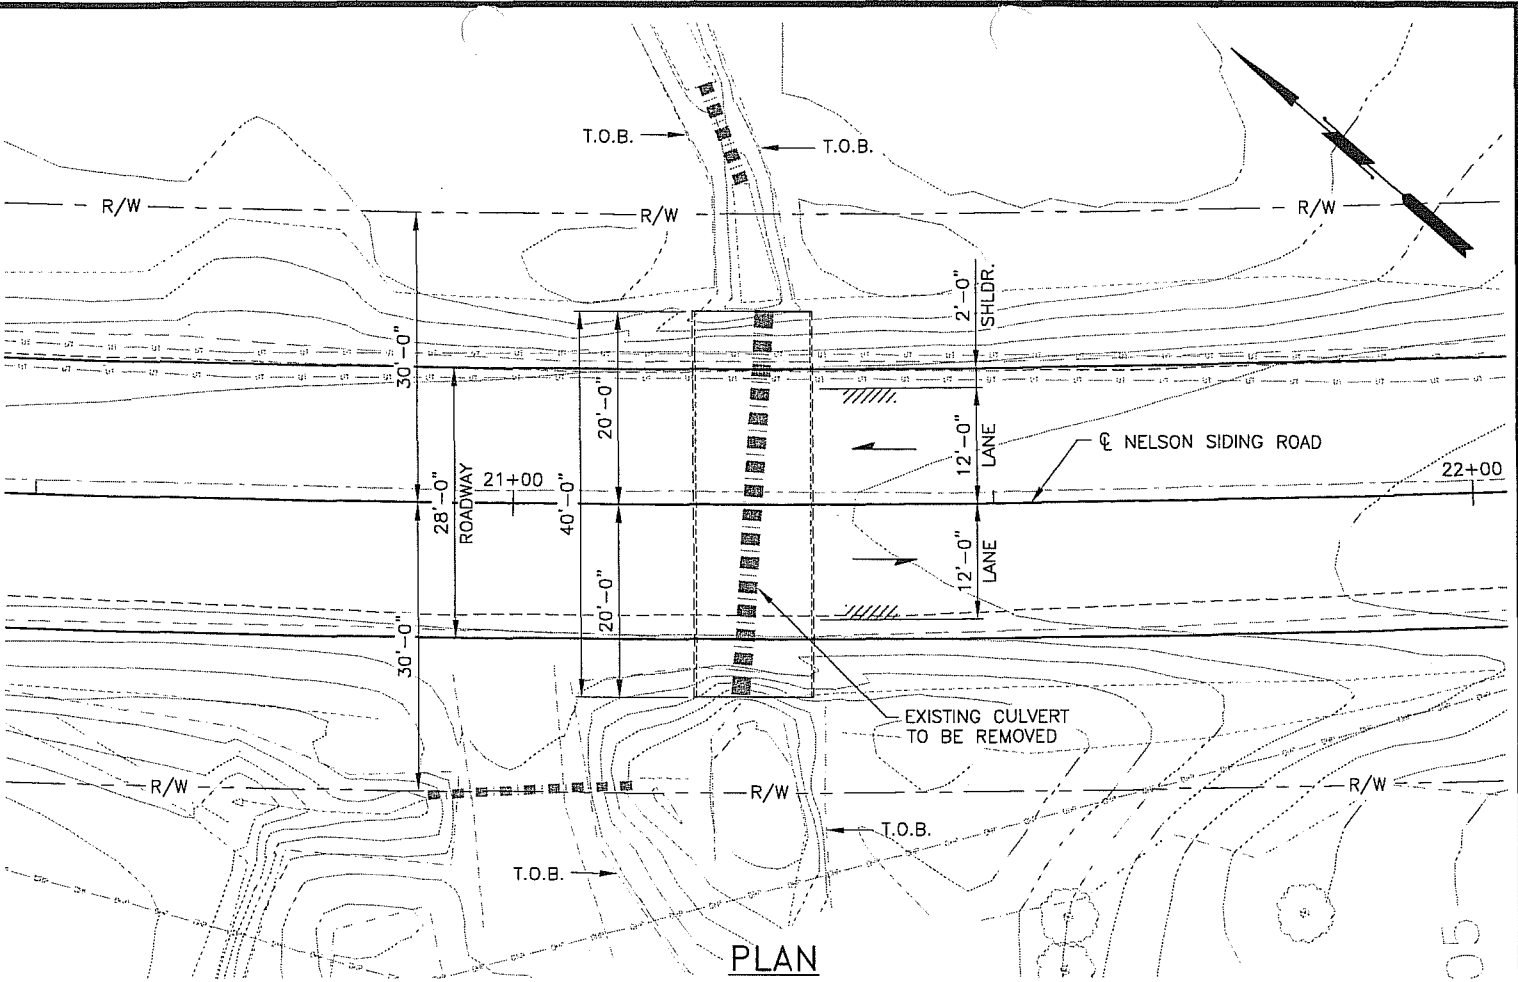 T.O.B.
T.O.B.
R/W
R/W
R/W
2'-0"
SHLDR.
30'-0"
20'-0"
12'-0"
LANE
℄ NELSON SIDING ROAD
21+00
22+00
28'-0"
ROADWAY
40'-0"
12'-0"
LANE
20'-0"
30'-0"
EXISTING CULVERT
TO BE REMOVED
R/W
R/W
R/W
T.O.B.
T.O.B.
PLAN